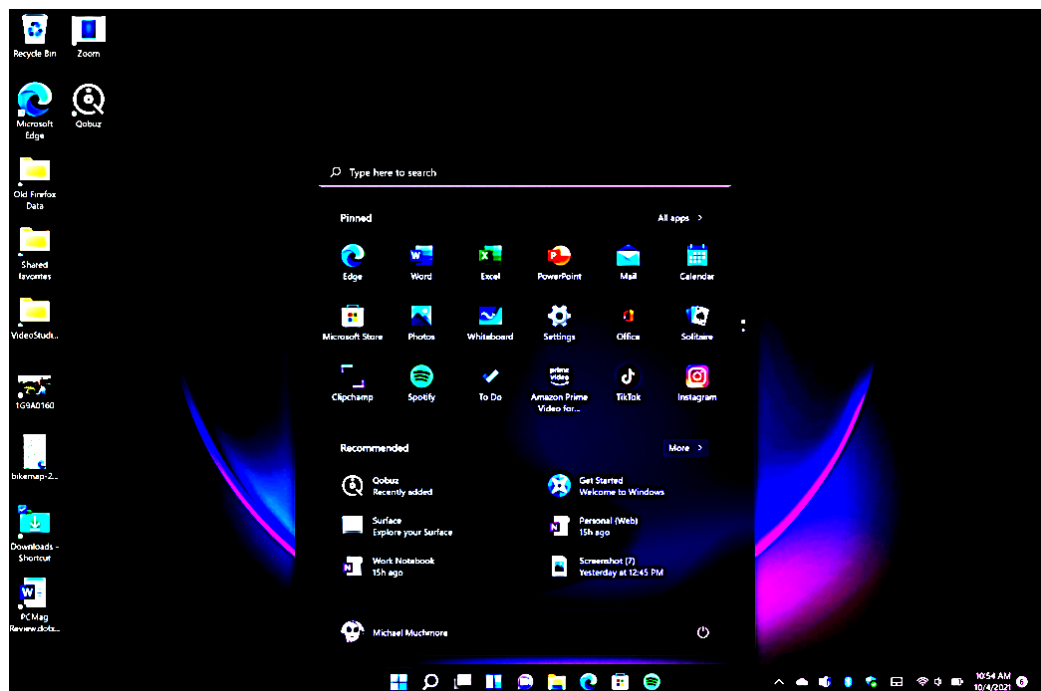 Recycle Bin
Zoom
Microsoft
Edge
Qobuz
Old Firefox
Data
Shared
favorites
VideoStudi...
1G9A0160
bikemap-2...
Downloads -
Shortcut
PCMag
Review.dotx...
Type here to search
Pinned
All apps >
Edge
Word
Excel
PowerPoint
Mail
Calendar
Microsoft Store
Photos
Whiteboard
Settings
Office
Solitaire
Clipchamp
Spotify
To Do
prime
video
Amazon Prime
Video for...
TikTok
Instagram
Recommended
More >
Qobuz
Recently added
Get Started
Welcome to Windows
Surface
Explore your Surface
Personal (Web)
15h ago
Work Notebook
15h ago
Screenshot (7)
Yesterday at 12:45 PM
Michael Muchmore
10:54 AM
10/4/2021
6